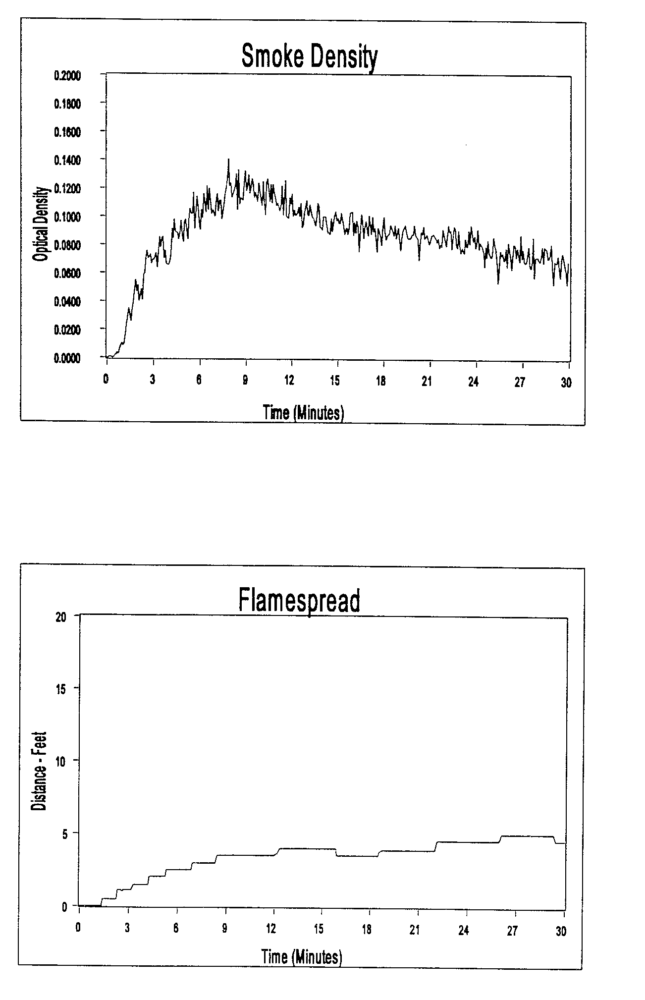 Smoke Density
0.2000
0.1800
0.1600
0.1400
0.1200
0.1000
0.0800
0.0600
0.0400
0.0200
0.0000
Optical Density
0 3 6 9 12 15 18 21 24 27 30
Time (Minutes)
Flamespread
20
15
10
5
0
Distance - Feet
0 3 6 9 12 15 18 21 24 27 30
Time (Minutes)